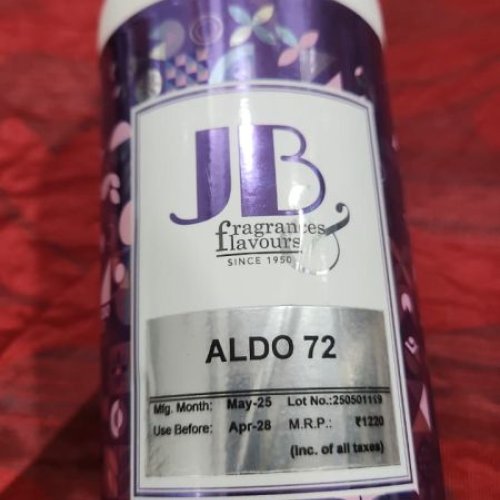 JB
fragrances &
flavours
SINCE 1950
ALDO 72
Mfg. Month: May-25 Lot No.:250501119
Use Before: Apr-28 M.R.P.: ₹1220
(Inc. of all taxes)